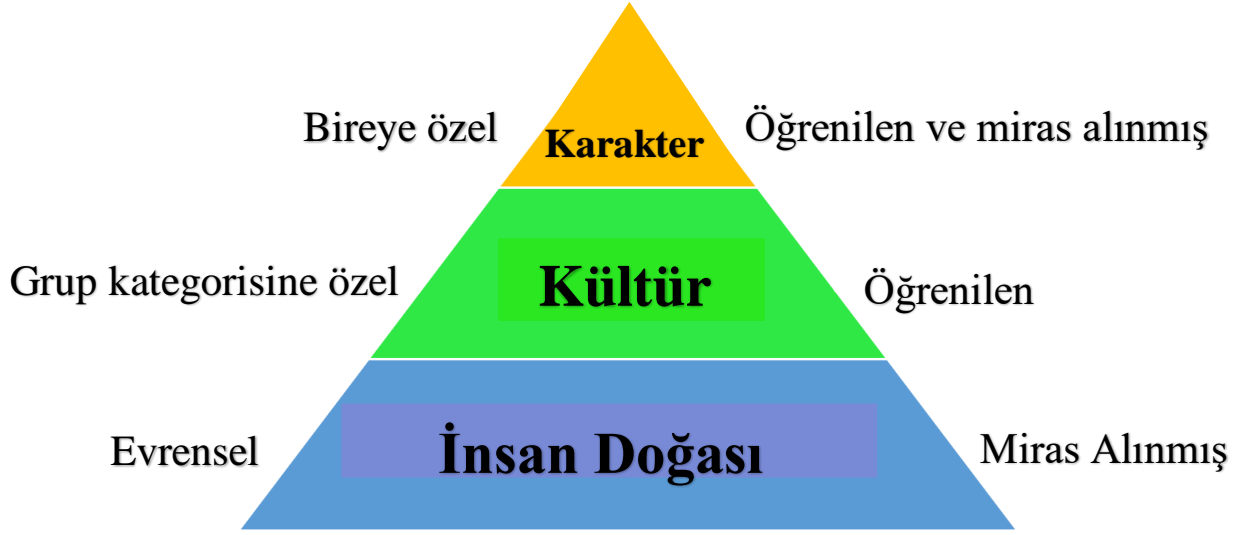 Bireye özel
Karakter
Öğrenilen ve miras alınmış
Grup kategorisine özel
Kültür
Öğrenilen
Evrensel
İnsan Doğası
Miras Alınmış